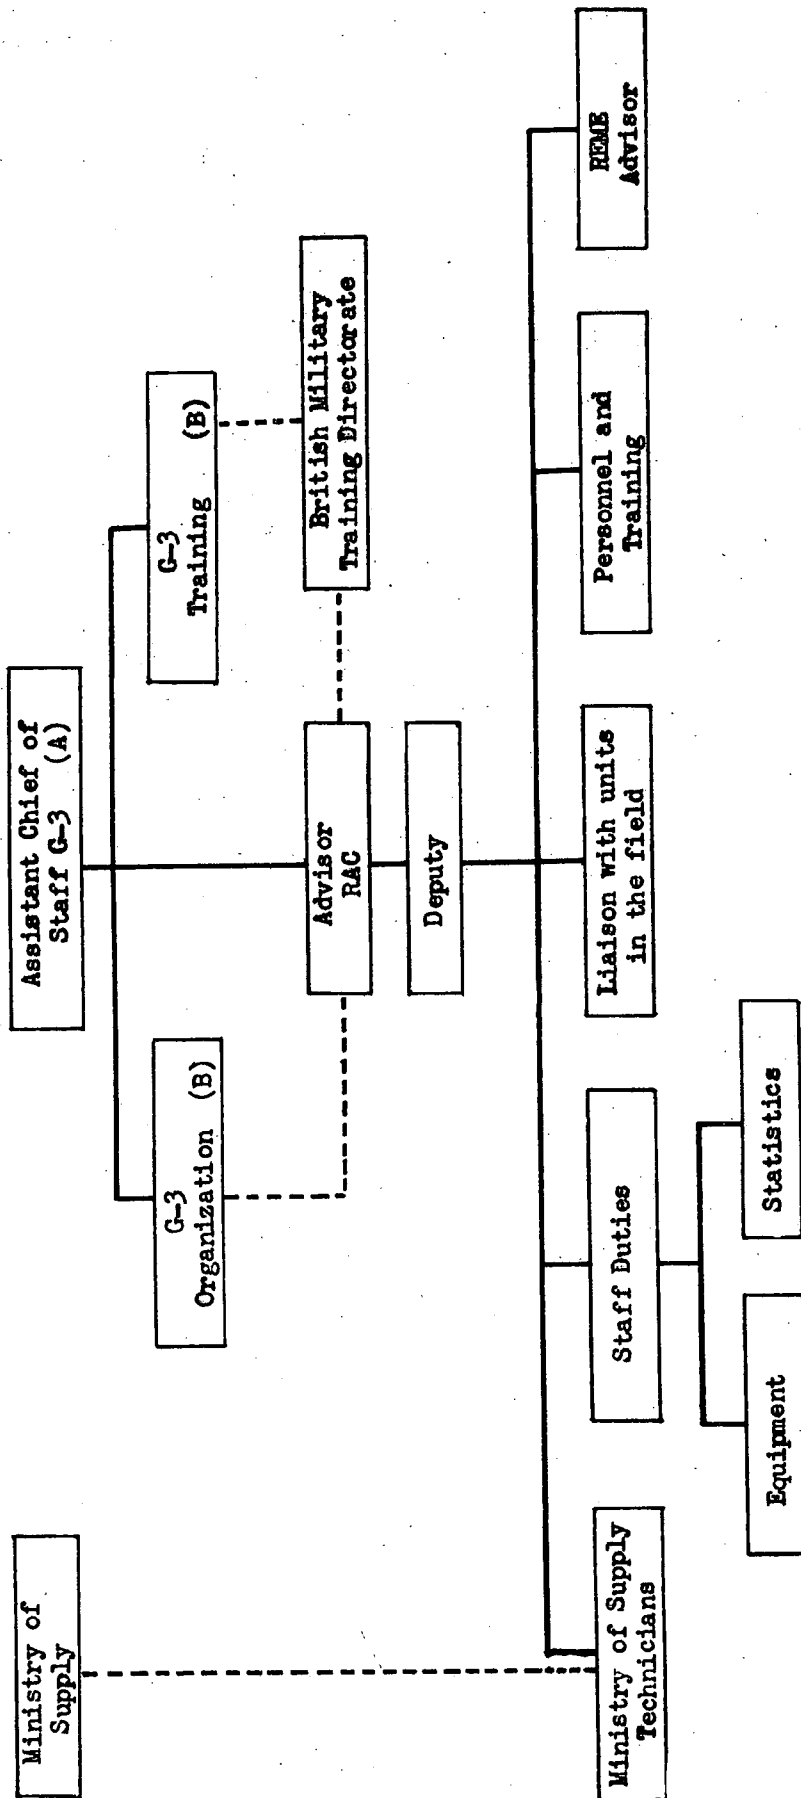 Ministry of
Supply
Assistant Chief of
Staff G-3 (A)
G-3
Organization (B)
G-3
Training (B)
Advisor
RAC
British Military
Training Directorate
Deputy
Ministry of Supply
Technicians
Staff Duties
Liaison with units
in the field
Personnel and
Training
REME
Advisor
Equipment
Statistics